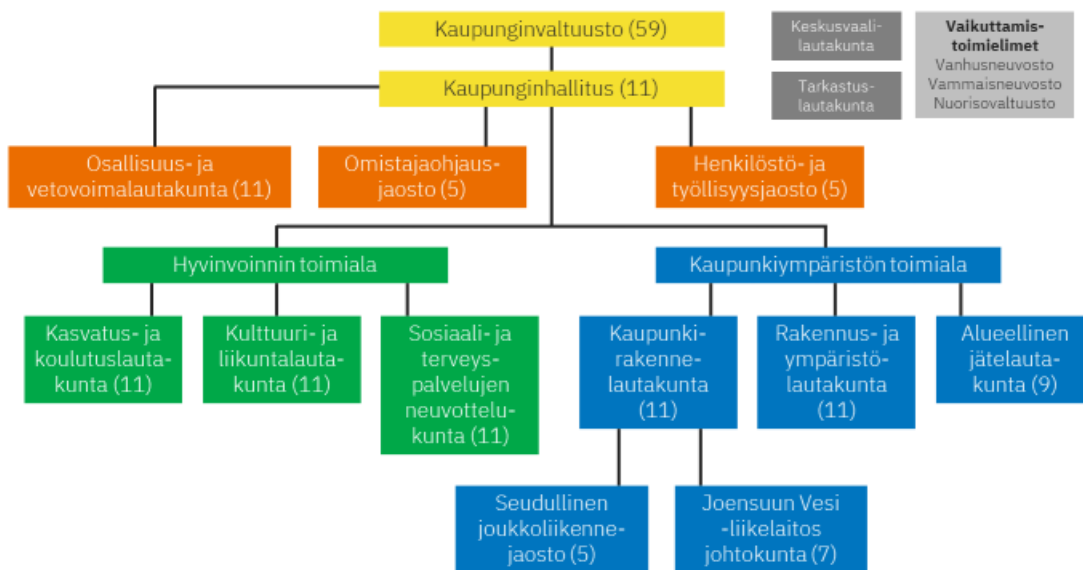 Kaupunginvaltuusto (59)
Kaupunginhallitus (11)
Keskusvaali-
lautakunta
Tarkastus-
lautakunta
Vaikuttamis-
toimielimet
Vanhusneuvosto
Vammaisneuvosto
Nuorisovaltuusto
Osallisuus- ja
vetovoimalautakunta (11)
Omistajaohjaus-
jaosto (5)
Henkilöstö- ja
työllisyysjaosto (5)
Hyvinvoinnin toimiala
Kaupunkiympäristön toimiala
Kasvatus- ja
koulutuslauta-
kunta (11)
Kulttuuri- ja
liikuntalauta-
kunta (11)
Sosiaali- ja
terveys-
palvelujen
neuvottelu-
kunta (11)
Kaupunki-
rakenne-
lautakunta
(11)
Rakennus- ja
ympäristö-
lautakunta
(11)
Alueellinen
jätelauta-
kunta (9)
Seudullinen
joukkoliikenne-
jaosto (5)
Joensuun Vesi
-liikelaitos
johtokunta (7)